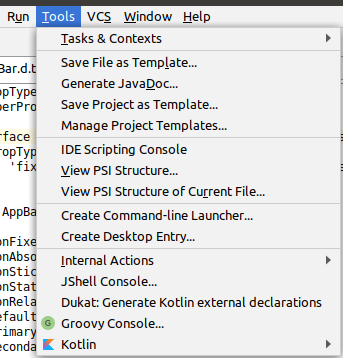 Run Tools VCS Window Help
Tasks & Contexts
Bar.d.t
Save File as Template...
Generate JavaDoc...
Save Project as Template...
Manage Project Templates...
IDE Scripting Console
View PSI Structure...
View PSI Structure of Current File...
Create Command-line Launcher...
Create Desktop Entry...
Internal Actions
JShell Console...
Dukat: Generate Kotlin external declarations
G Groovy Console...
Kotlin
opType
perPro
rface
ropTyp
'fix
AppBa
onFixe
onAbso
onStic
onStat
onRela
efault
rimary
econda